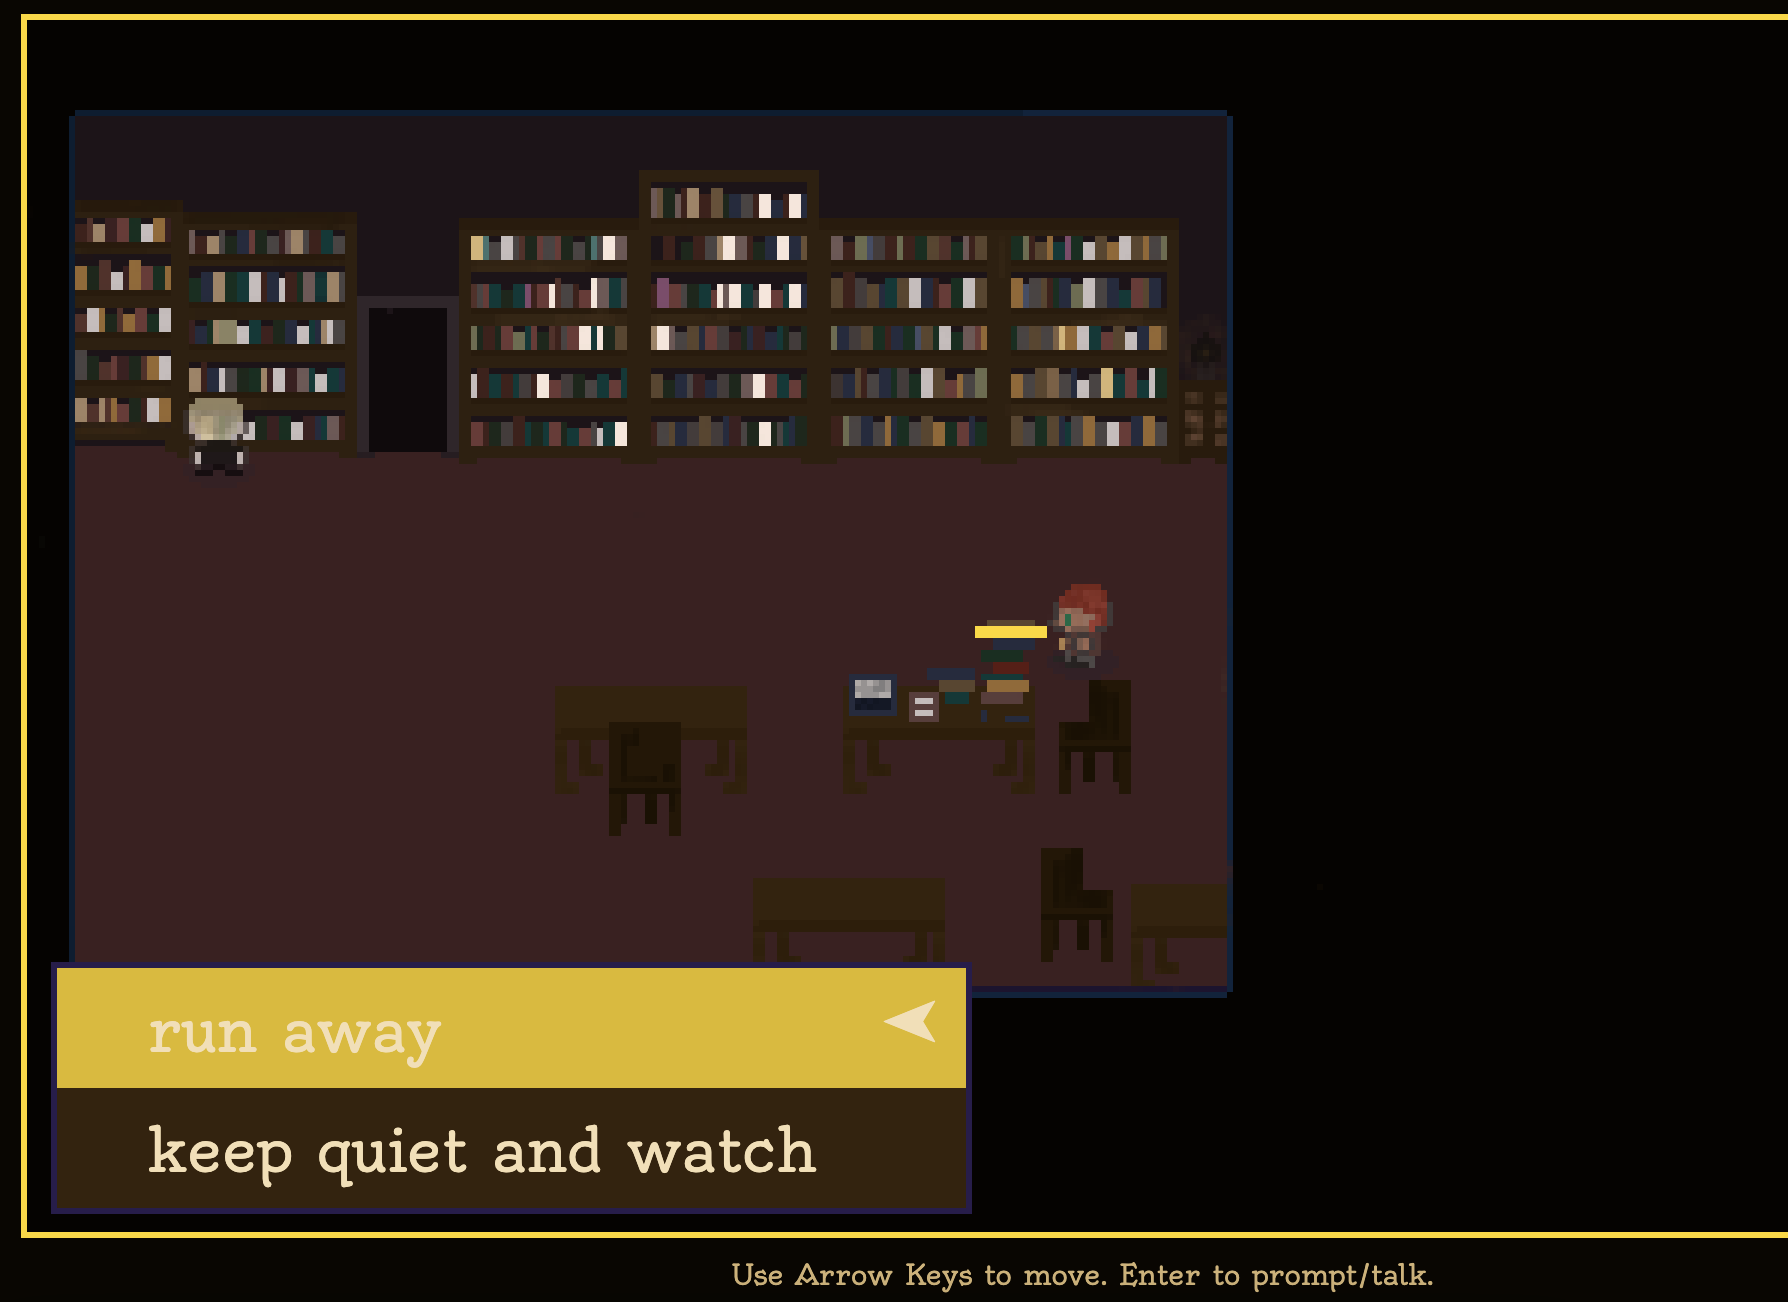 run away
keep quiet and watch
Use Arrow Keys to move. Enter to prompt/talk.